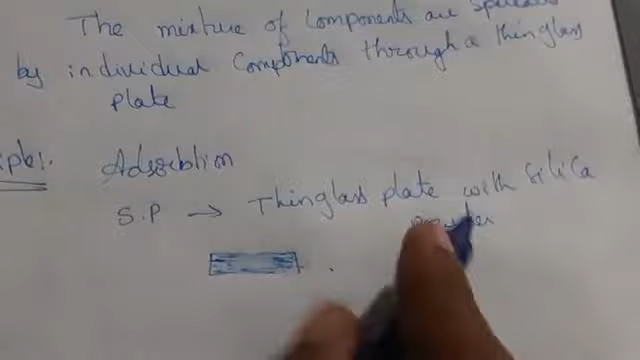 The mixture of components are
by individual components through a thinglass
plate
Adsorbtion
S.P → Thinglass plate with Silica